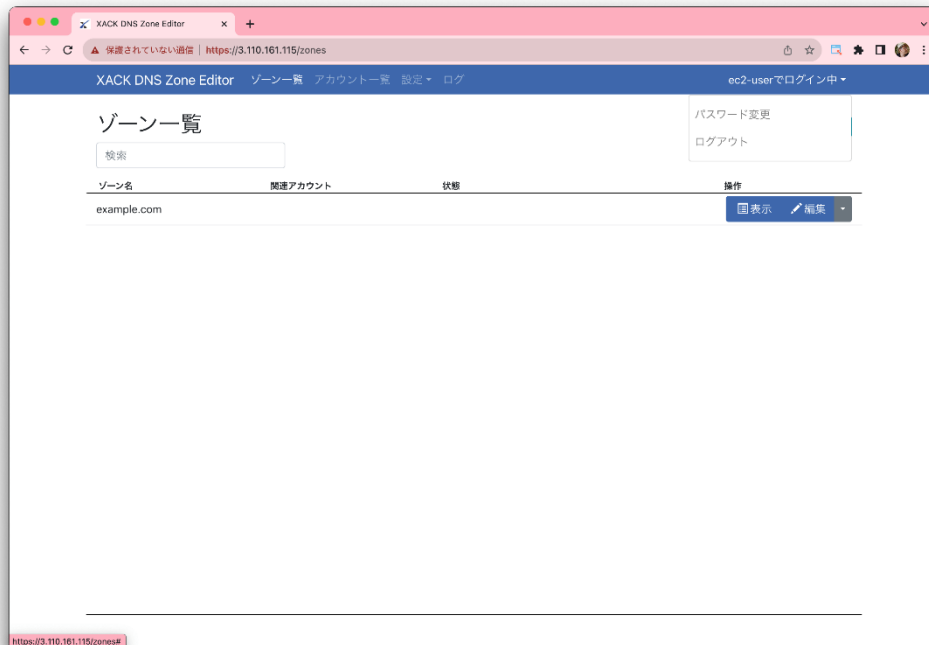 XACK DNS Zone Editor
保護されていない通信 | https://3.110.161.115/zones
XACK DNS Zone Editor ゾーン一覧 アカウント一覧 設定 ログ ec2-userでログイン中
パスワード変更
ログアウト
ゾーン一覧
検索
ゾーン名 関連アカウント 状態 操作
example.com 表示 編集
https://3.110.161.115/zones#